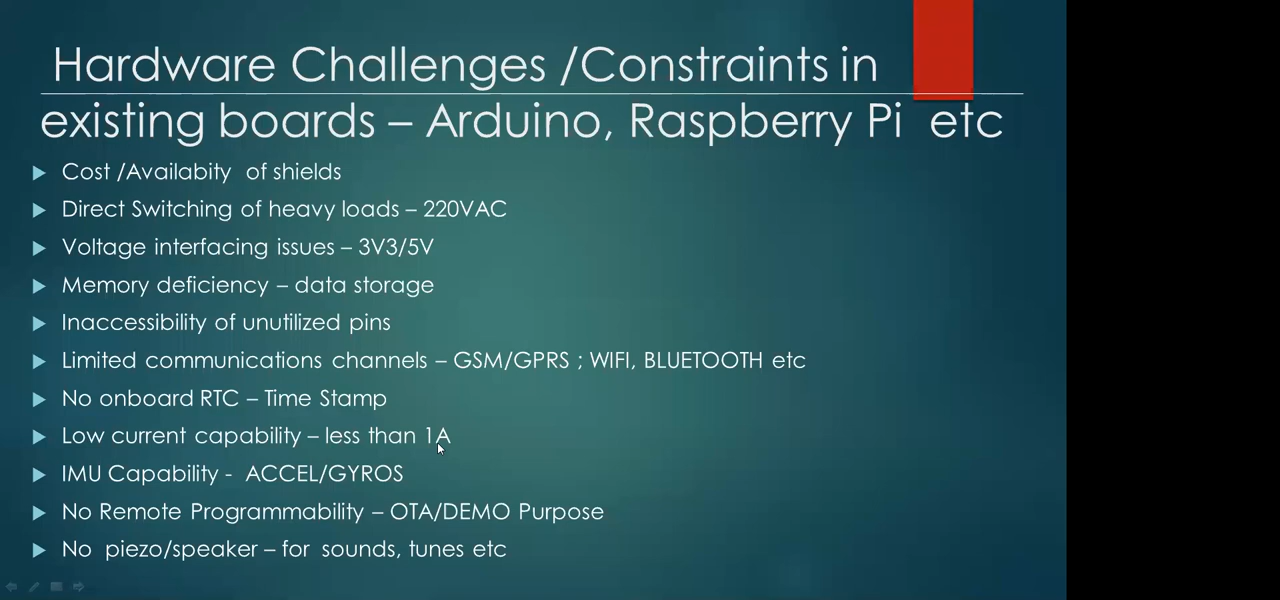 Hardware Challenges /Constraints in
existing boards – Arduino, Raspberry Pi etc
Cost /Availabity of shields
Direct Switching of heavy loads – 220VAC
Voltage interfacing issues – 3V3/5V
Memory deficiency – data storage
Inaccessibility of unutilized pins
Limited communications channels – GSM/GPRS ; WIFI, BLUETOOTH etc
No onboard RTC – Time Stamp
Low current capability – less than 1A
IMU Capability - ACCEL/GYROS
No Remote Programmability – OTA/DEMO Purpose
No piezo/speaker – for sounds, tunes etc